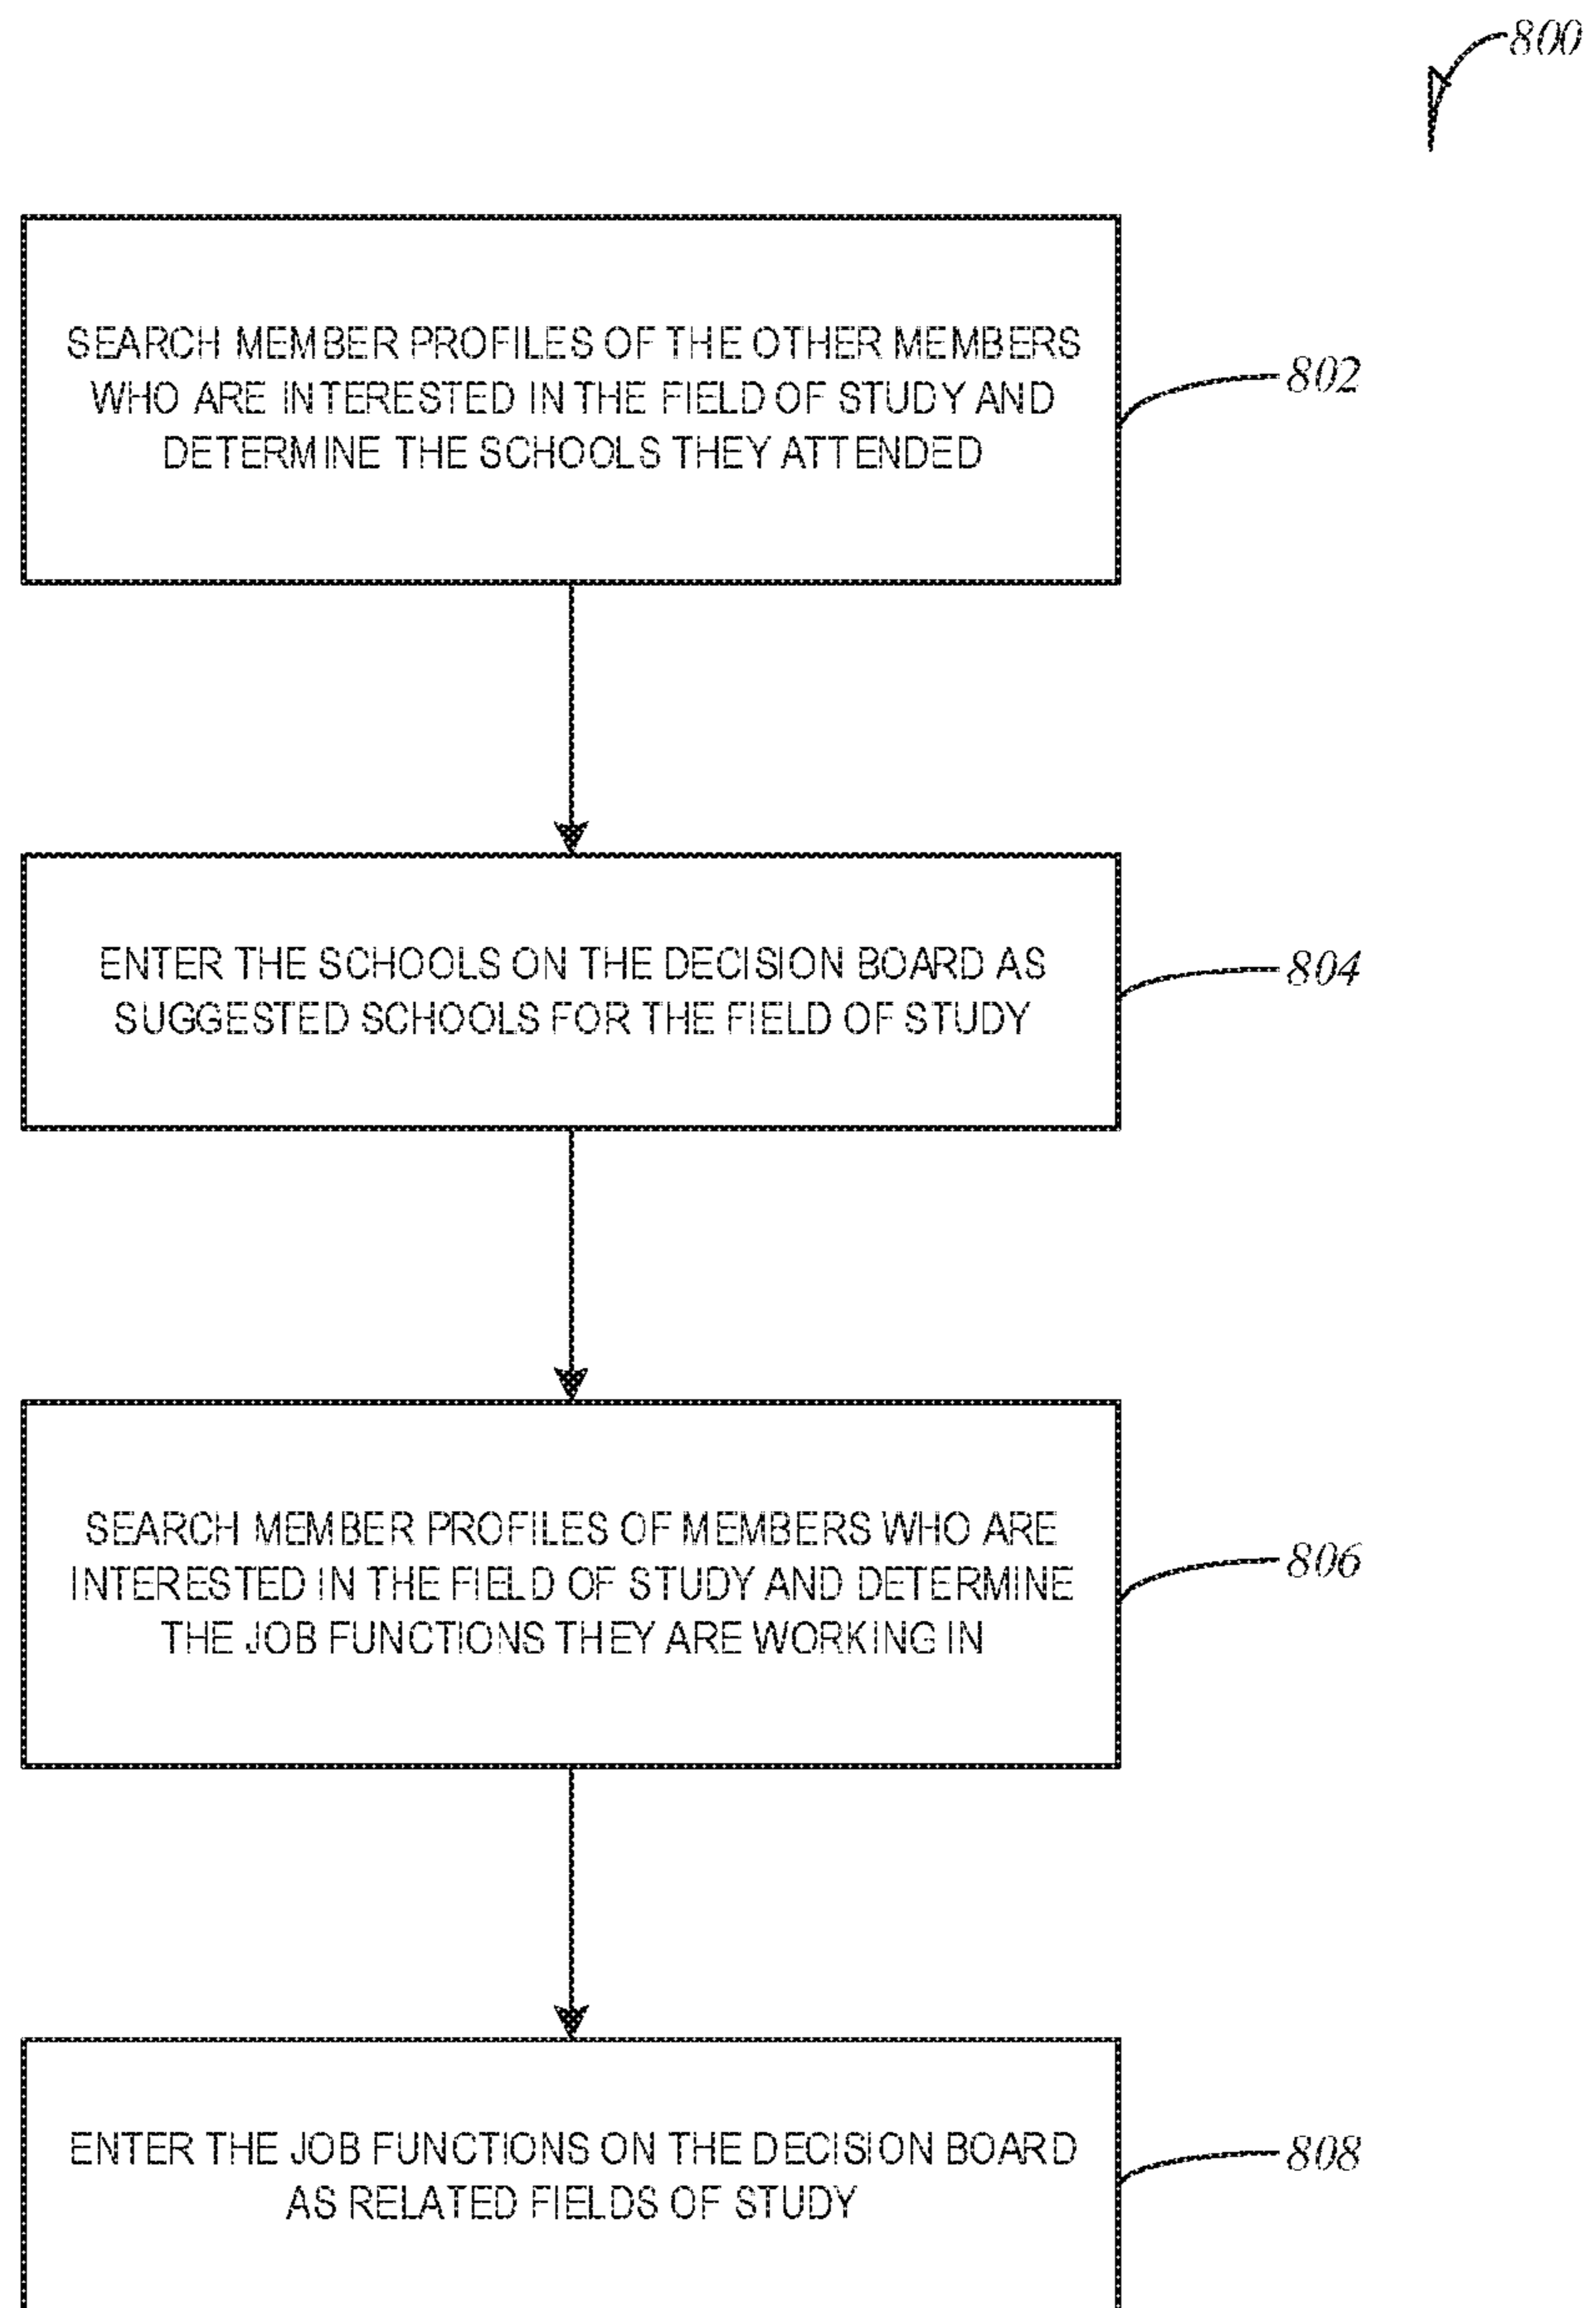 800
SEARCH MEMBER PROFILES OF THE OTHER MEMBERS
WHO ARE INTERESTED IN THE FIELD OF STUDY AND
DETERMINE THE SCHOOLS THEY ATTENDED
802
ENTER THE SCHOOLS ON THE DECISION BOARD AS
SUGGESTED SCHOOLS FOR THE FIELD OF STUDY
804
SEARCH MEMBER PROFILES OF MEMBERS WHO ARE
INTERESTED IN THE FIELD OF STUDY AND DETERMINE
THE JOB FUNCTIONS THEY ARE WORKING IN
806
ENTER THE JOB FUNCTIONS ON THE DECISION BOARD
AS RELATED FIELDS OF STUDY
808